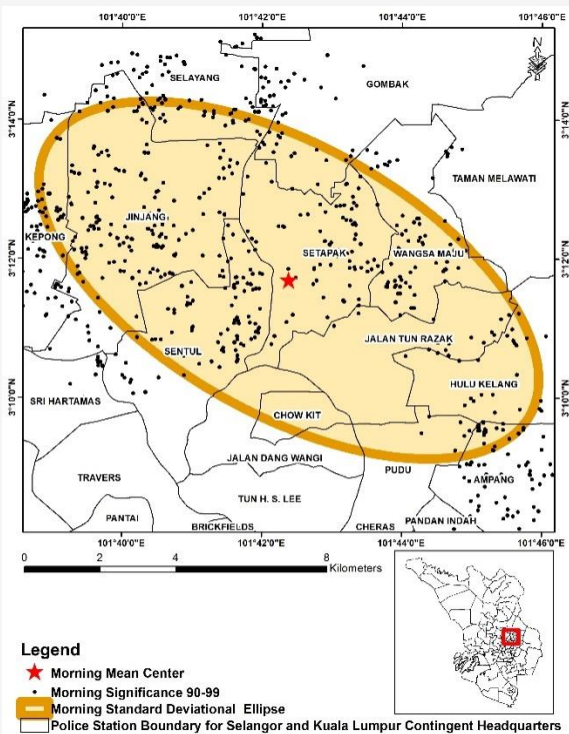 101°40'0"E 101°42'0"E 101°44'0"E 101°46'0"E
N
SELAYANG
GOMBAK
3°14'0"N 3°14'0"N
TAMAN MELAWATI
JINJANG
KEPONG
SETAPAK
WANGSA MAJU
3°12'0"N 3°12'0"N
JALAN TUN RAZAK
SENTUL
HULU KELANG
3°10'0"N 3°10'0"N
SRI HARTAMAS
CHOW KIT
JALAN DANG WANGI
PUDU
TRAVERS
AMPANG
TUN H. S. LEE
PANTAI
BRICKFIELDS
CHERAS
PANDAN INDAH
101°40'0"E 101°42'0"E 101°44'0"E 101°46'0"E
0 2 4 8
Kilometers
Legend
Morning Mean Center
Morning Significance 90-99
Morning Standard Deviational Ellipse
Police Station Boundary for Selangor and Kuala Lumpur Contingent Headquarters